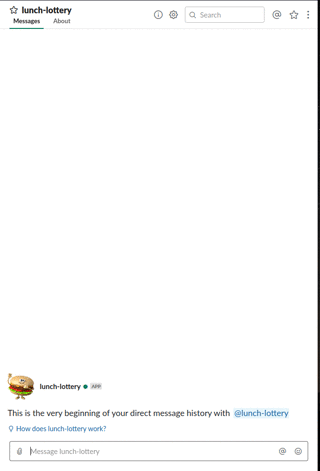 lunch-lottery
Search
Messages About
lunch-lottery APP
This is the very beginning of your direct message history with @lunch-lottery
How does lunch-lottery work?
Message lunch-lottery